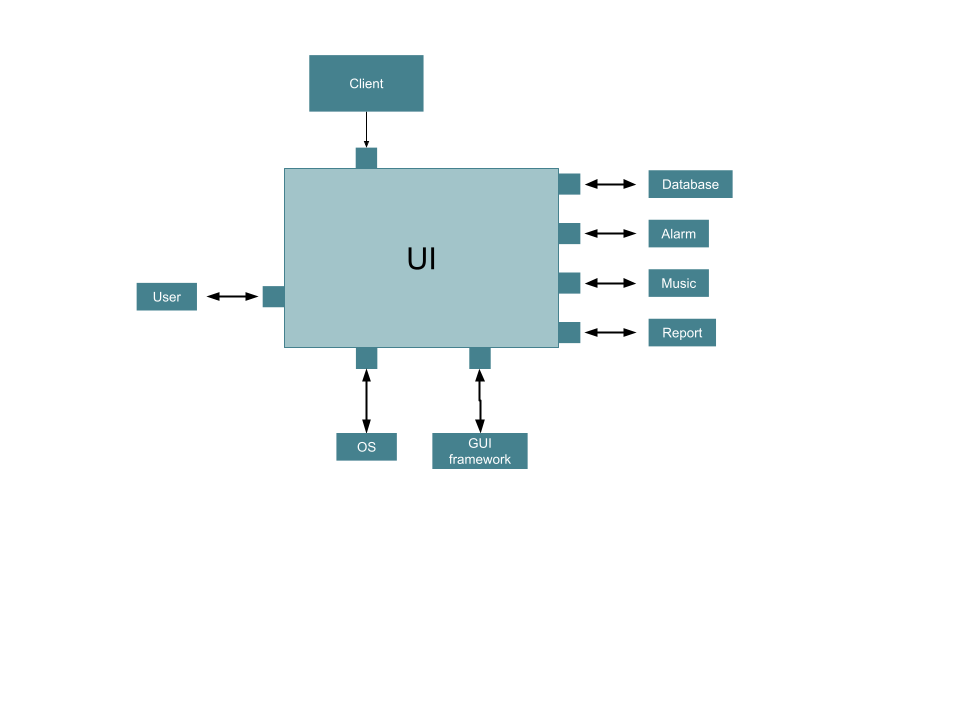 Client
Database
UI
Alarm
Music
User
Report
OS
GUI
framework